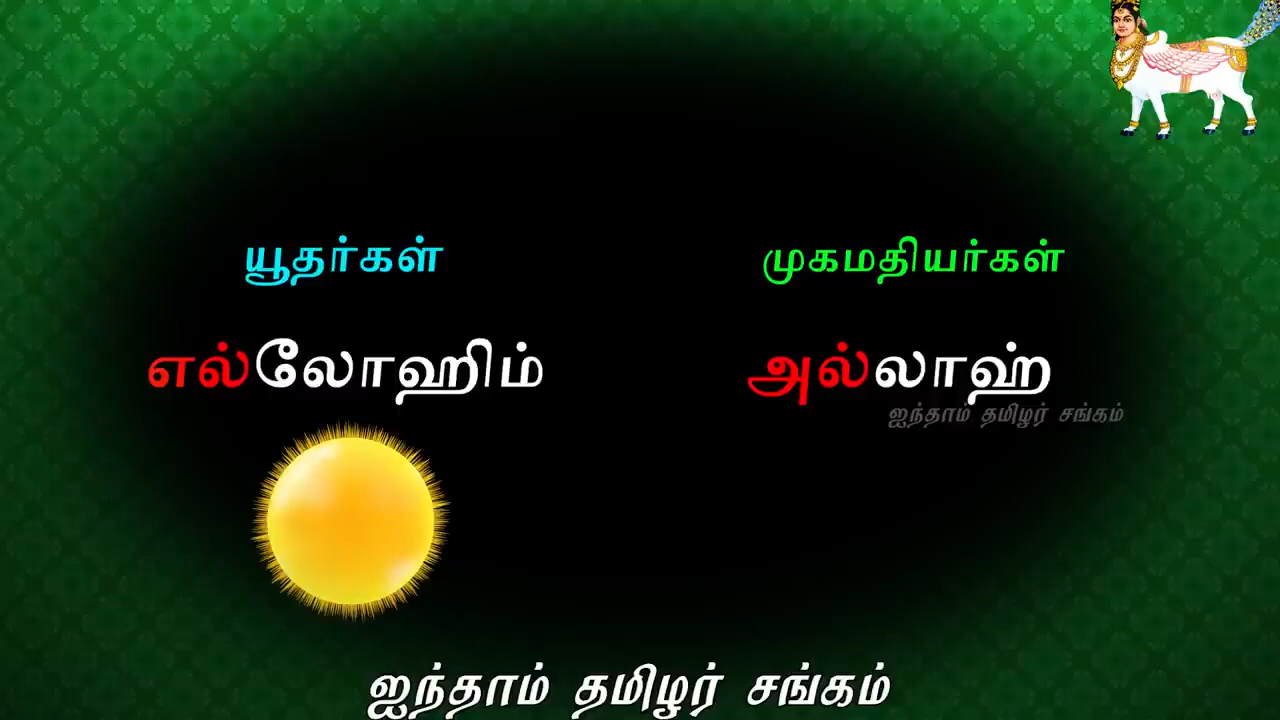 யூதர்கள் முகமதியர்கள்
எல்லோஹிம் அல்லாஹ்
ஐந்தாம் தமிழர் சங்கம்
ஐந்தாம் தமிழர் சங்கம்